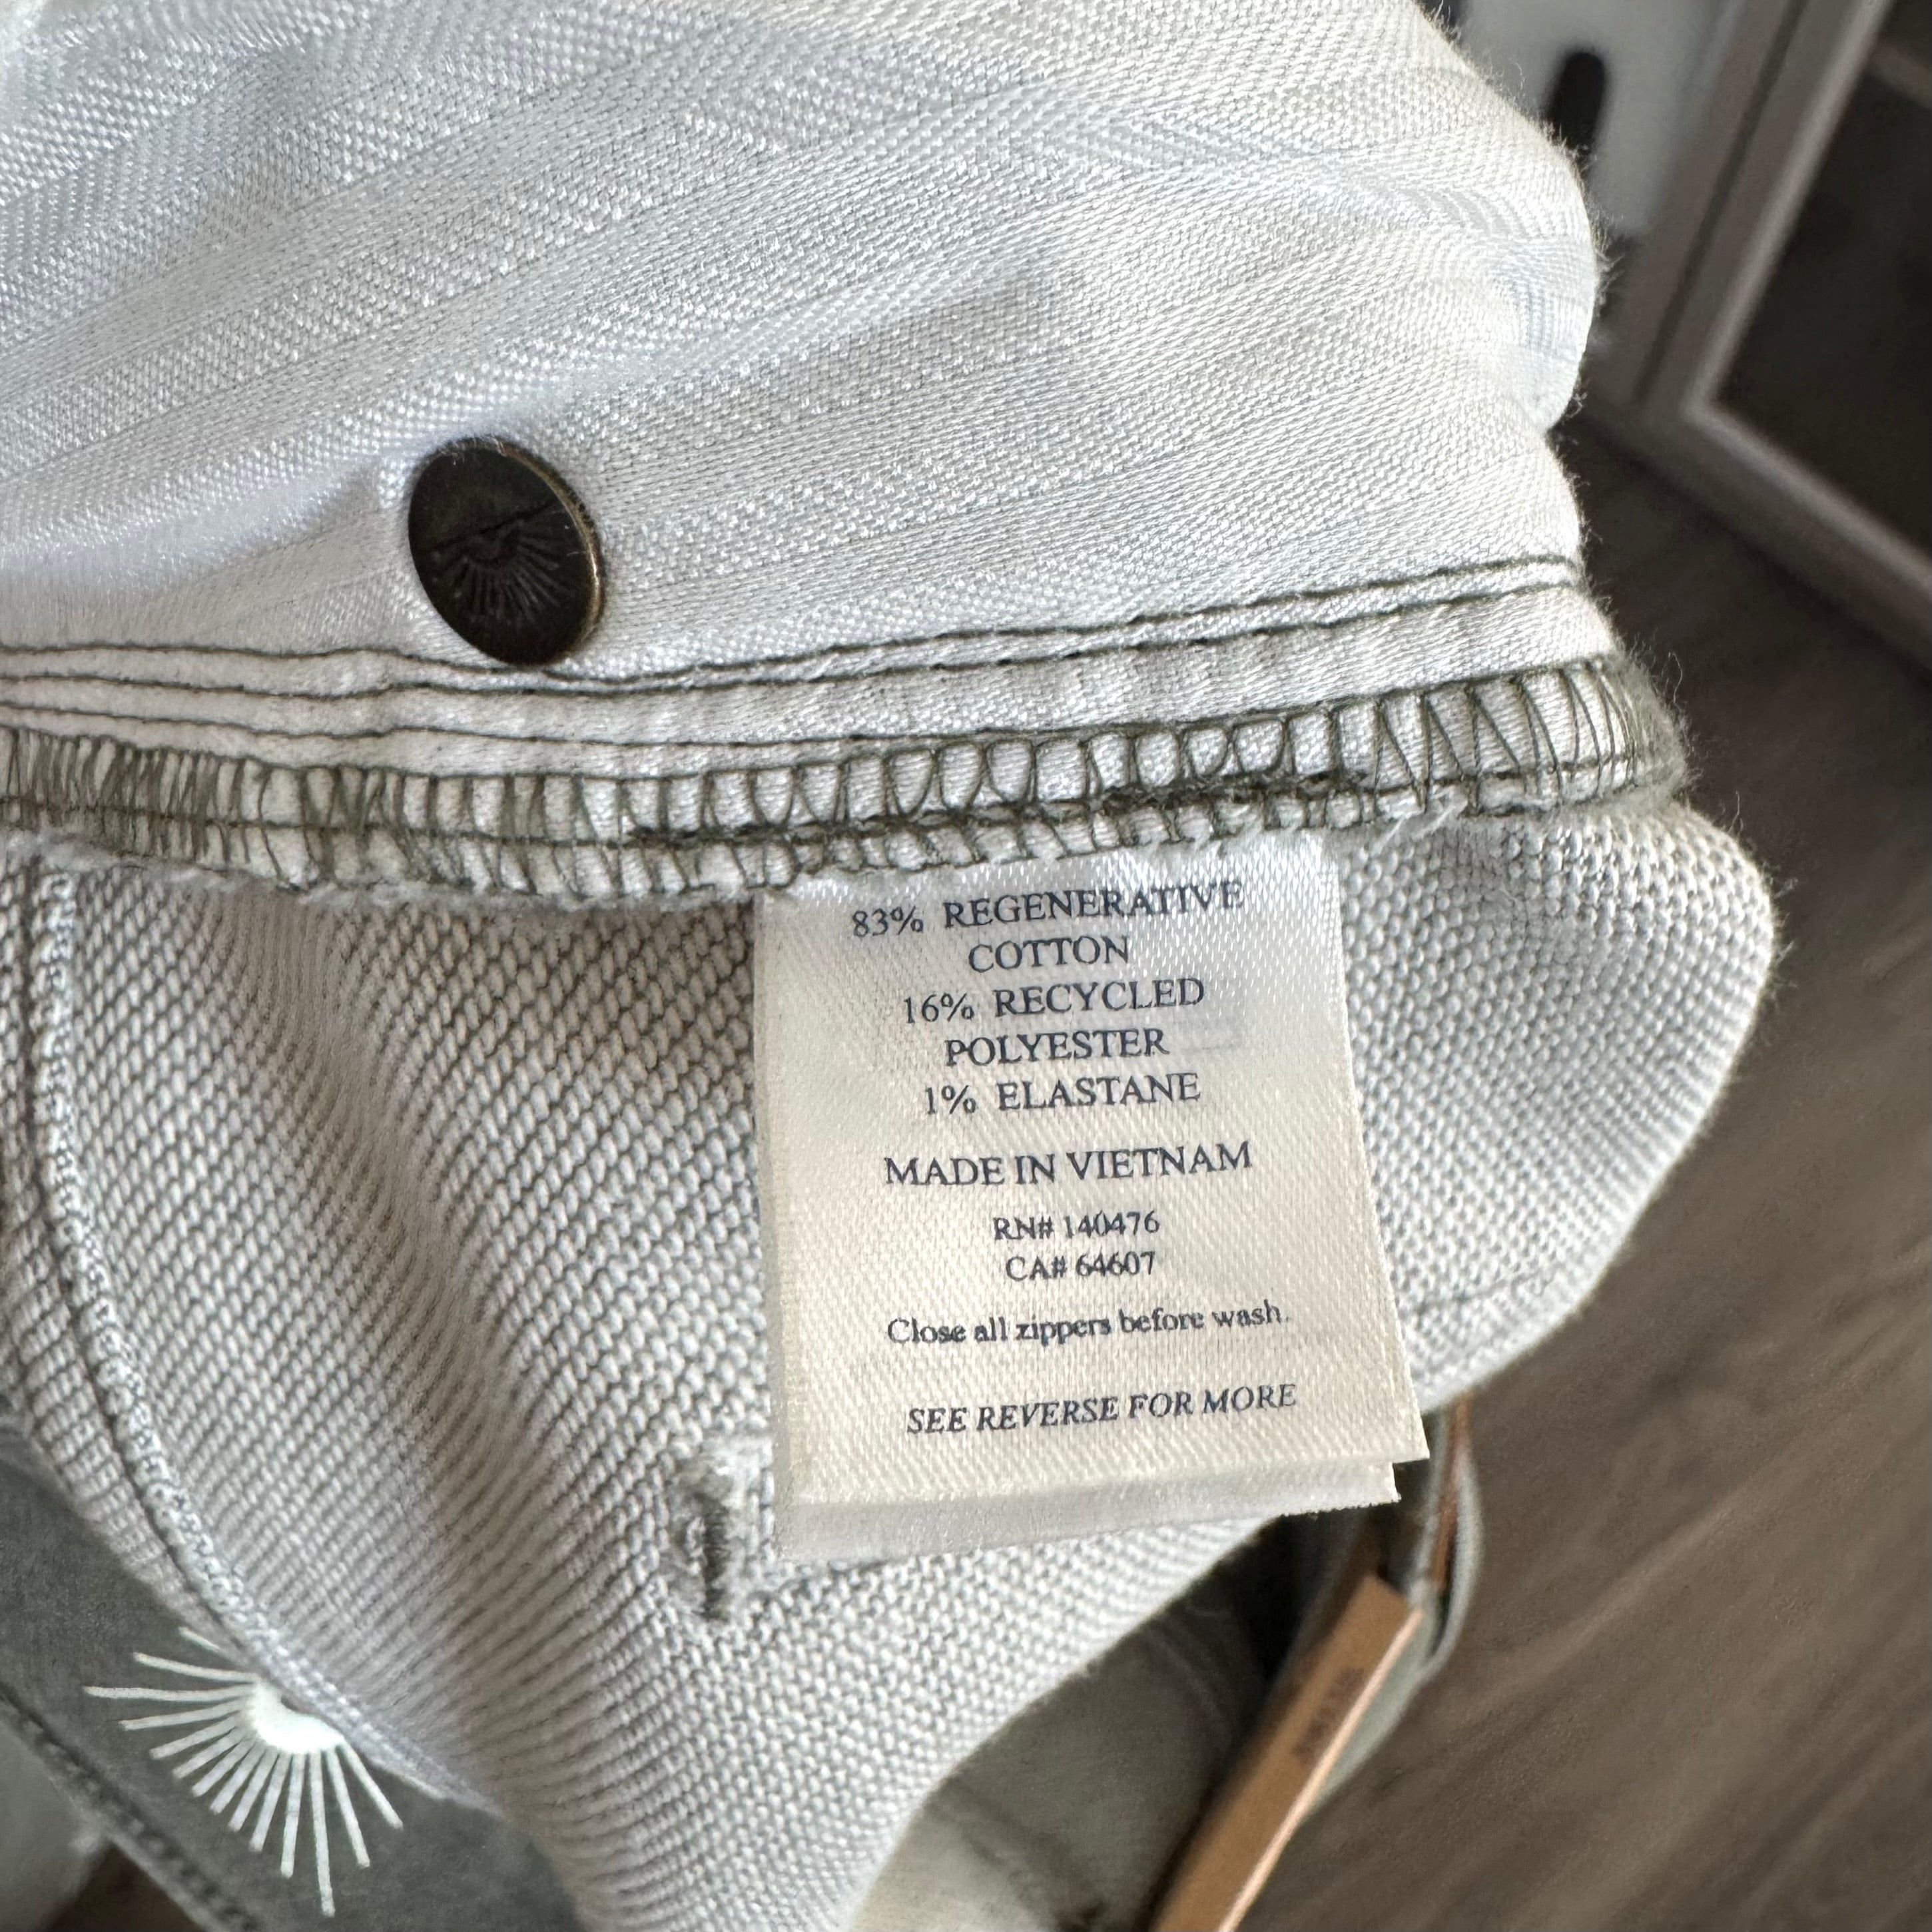 83% REGENERATIVE
COTTON
16% RECYCLED
POLYESTER
1% ELASTANE
MADE IN VIETNAM
RN# 140476
CA# 64607
Close all zippers before wash.
SEE REVERSE FOR MORE